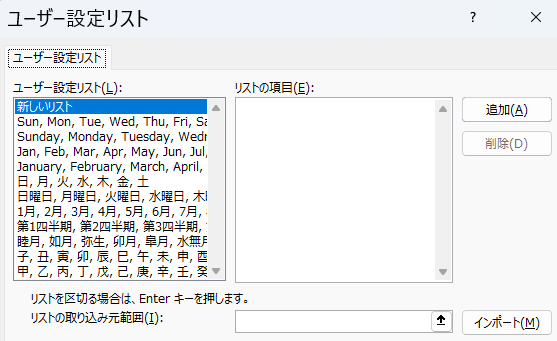 ユーザー設定リスト ? ×
ユーザー設定リスト
ユーザー設定リスト(L): リストの項目(E):
新しいリスト
Sun, Mon, Tue, Wed, Thu, Fri, Sa
Sunday, Monday, Tuesday, Wedn
Jan, Feb, Mar, Apr, May, Jun, Jul,
January, February, March, April,
日, 月, 火, 水, 木, 金, 土
日曜日, 月曜日, 火曜日, 水曜日, 木
1月, 2月, 3月, 4月, 5月, 6月, 7月,
第1四半期, 第2四半期, 第3四半期,
睦月, 如月, 弥生, 卯月, 皐月, 水無月
子, 丑, 寅, 卯, 辰, 巳, 午, 未, 申, 酉
甲, 乙, 丙, 丁, 戊, 己, 庚, 辛, 壬, 癸
追加(A)
削除(D)
リストを区切る場合は、Enter キーを押します。
リストの取り込み元範囲(I): インポート(M)